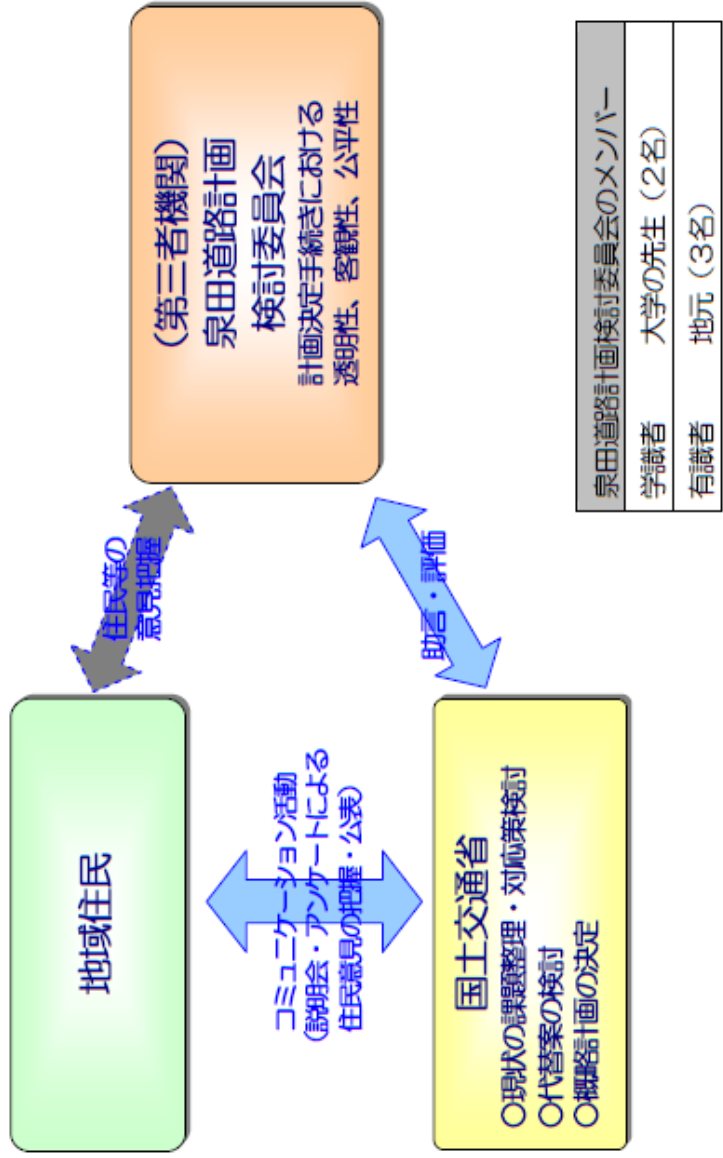 地域住民
住民等の
意見把握
(第三者機関)
泉田道路計画
検討委員会
計画決定手続きにおける
透明性、客観性、公平性
コミュニケーション活動
(説明会・アンケートによる
住民意見の把握・公表)
助言・評価
国土交通省
○現状の課題整理・対応策検討
○代替案の検討
○概略計画の決定
泉田道路計画検討委員会のメンバー
学識者 大学の先生(2名)
有識者 地元(3名)